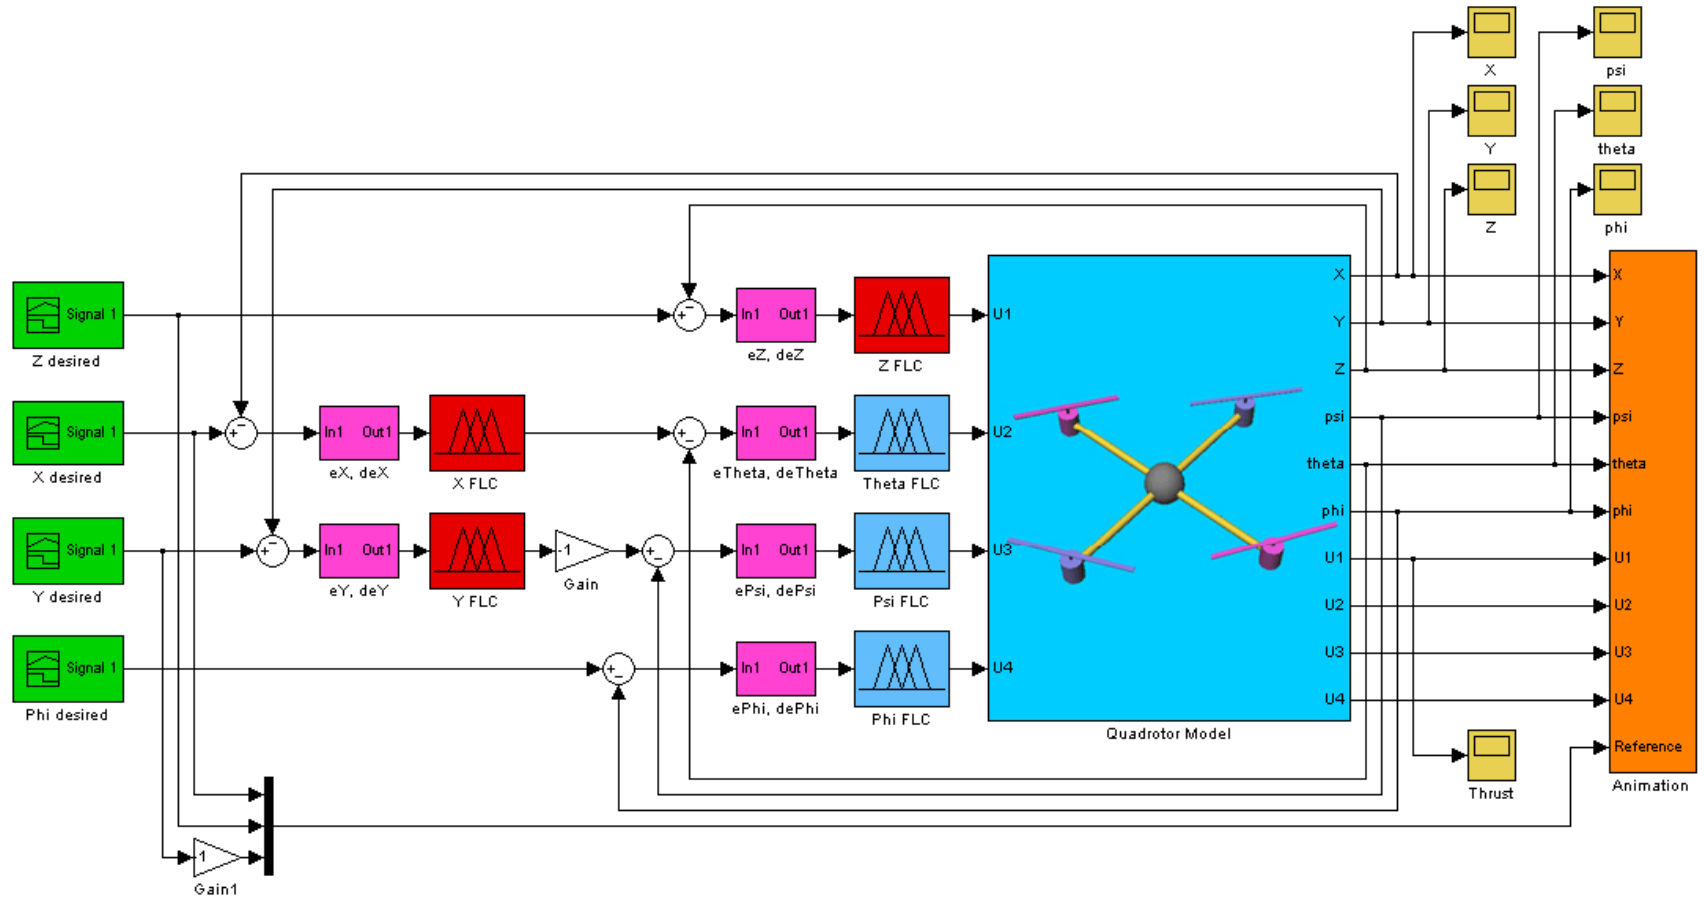 X
psi
Y
theta
Z
phi
Signal 1
Z desired
In1 Out1
eZ, deZ
Z FLC
U1
X
X
Y
Y
Z
Z
Signal 1
X desired
In1 Out1
eX, deX
X FLC
In1 Out1
eTheta, deTheta
Theta FLC
U2
psi
psi
theta
theta
phi
phi
Signal 1
Y desired
In1 Out1
eY, deY
Y FLC
-1
Gain
In1 Out1
ePsi, dePsi
Psi FLC
U3
U1
U1
U2
U2
U3
U3
Signal 1
Phi desired
In1 Out1
ePhi, dePhi
Phi FLC
U4
U4
U4
Quadrotor Model
Reference
Animation
Thrust
-1
Gain1